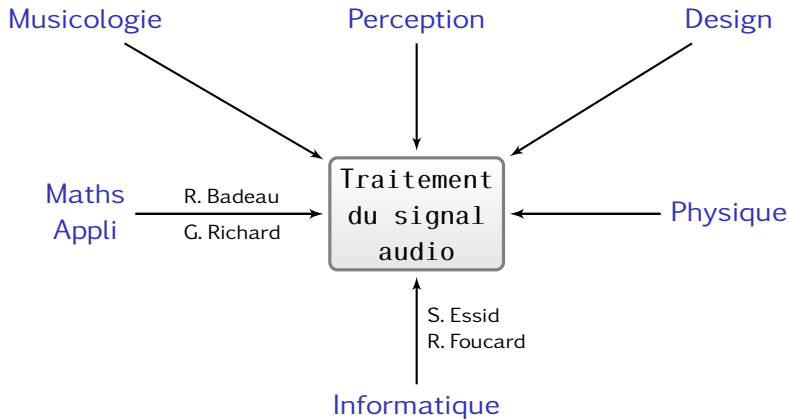 Musicologie
Perception
Design
Maths
Appli
R. Badeau
G. Richard
Traitement
du signal
audio
Physique
S. Essid
R. Foucard
Informatique